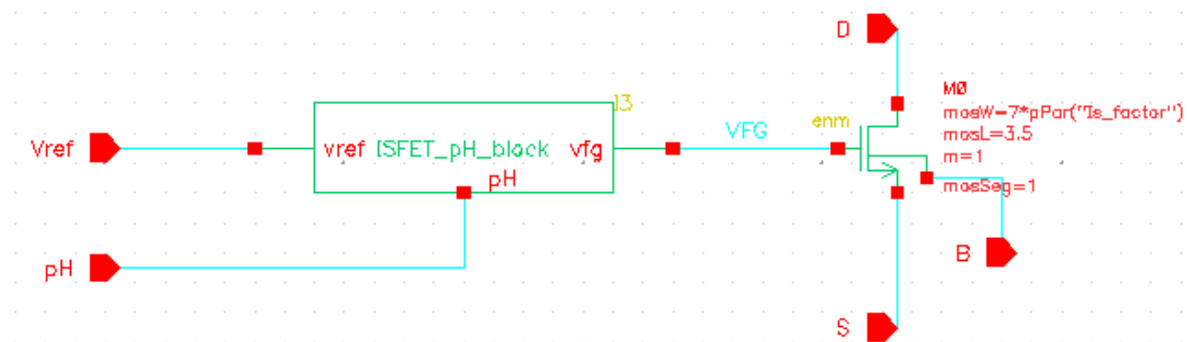 D
I3
M0
mosW=7*pPar("Is_factor")
enm
mosL=3.5
VFG
Vref
vref ISFET_pH_block vfg
m=1
pH
mosSeg=1
B
pH
S